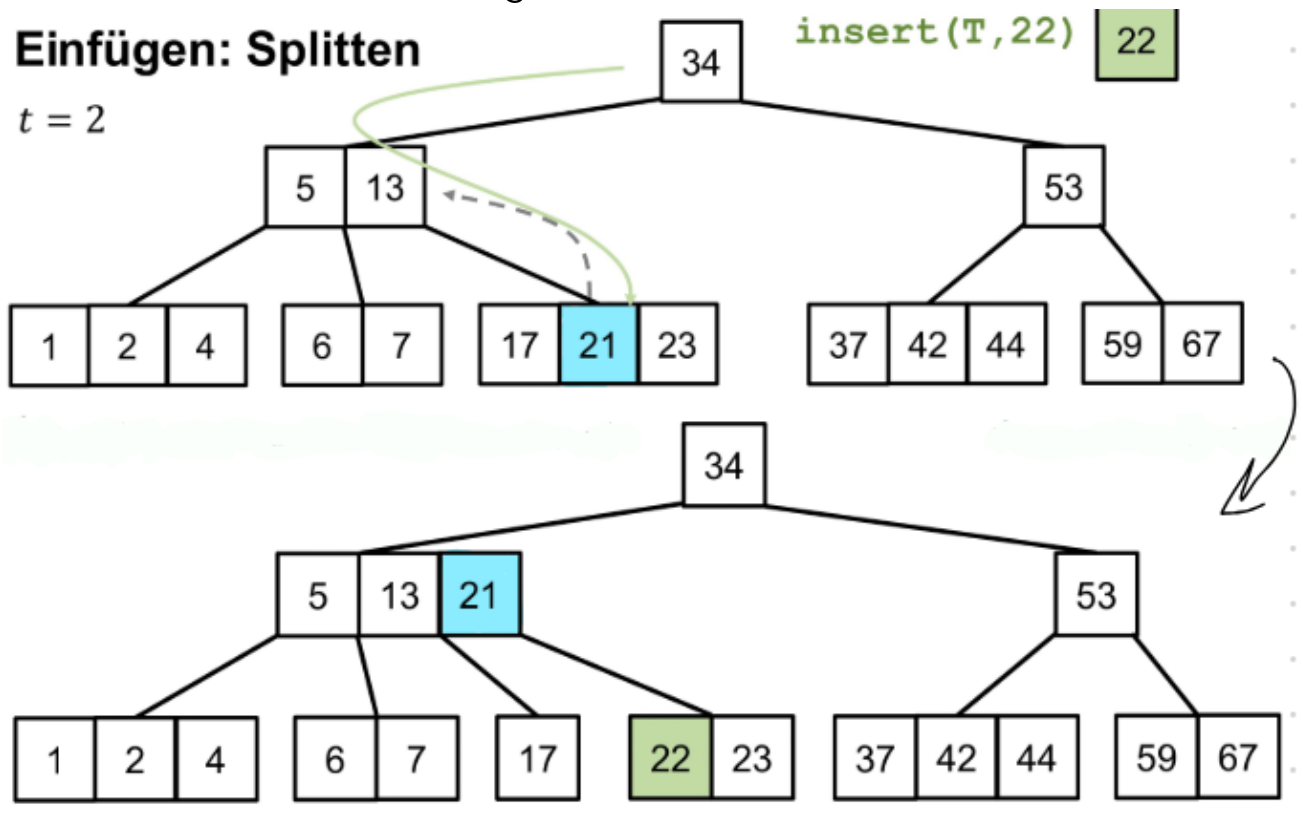 Einfügen: Splitten
insert(T,22) 22
t = 2
34
5 13 53
1 2 4 6 7 17 21 23 37 42 44 59 67
34
5 13 21 53
1 2 4 6 7 17 22 23 37 42 44 59 67